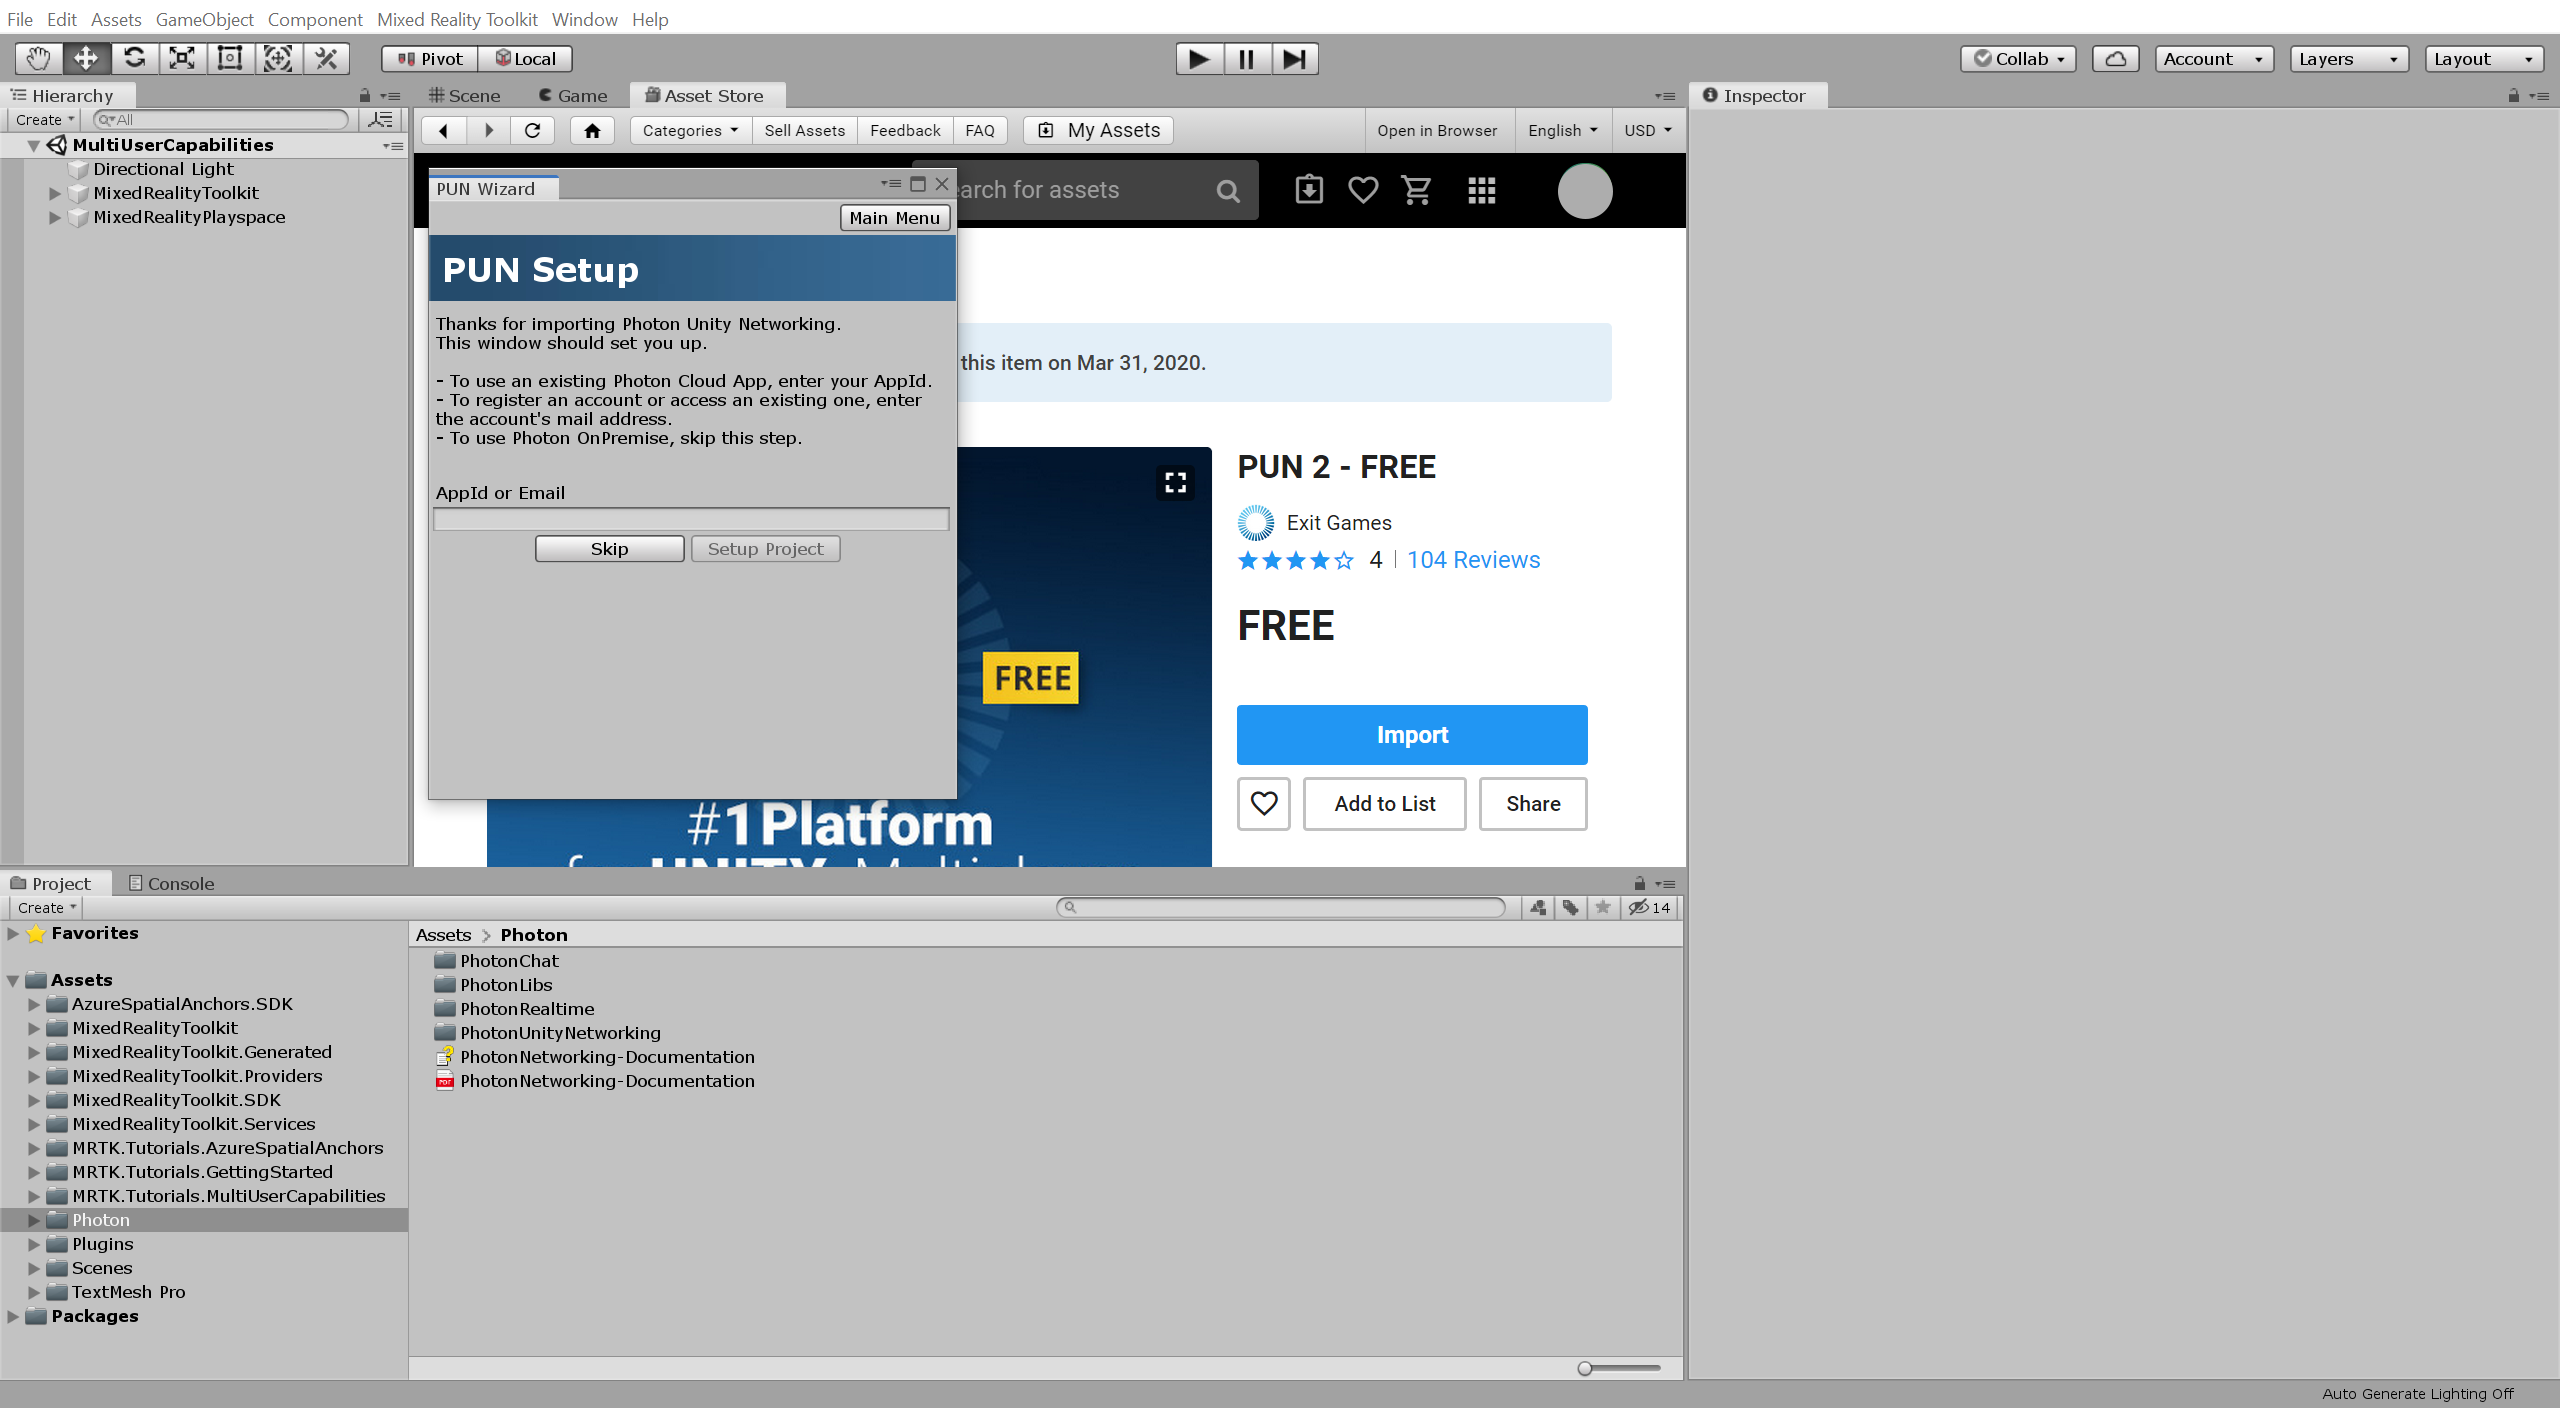 File Edit Assets GameObject Component Mixed Reality Toolkit Window Help
Pivot Local
Collab Account Layers Layout
Hierarchy
Create All
MultiUserCapabilities
Directional Light
MixedRealityToolkit
MixedRealityPlayspace
Scene Game Asset Store
Categories Sell Assets Feedback FAQ My Assets Open in Browser English USD
earch for assets
PUN Wizard
Main Menu
PUN Setup
Thanks for importing Photon Unity Networking.
This window should set you up.
- To use an existing Photon Cloud App, enter your AppId.
- To register an account or access an existing one, enter
the account's mail address.
- To use Photon OnPremise, skip this step.
AppId or Email
Skip Setup Project
this item on Mar 31, 2020.
FREE
#1 Platform
for UNITY Multiplayer
PUN 2 - FREE
Exit Games
4 | 104 Reviews
FREE
Import
Add to List Share
Inspector
Project Console
Create
14
Favorites
Assets
AzureSpatialAnchors.SDK
MixedRealityToolkit
MixedRealityToolkit.Generated
MixedRealityToolkit.Providers
MixedRealityToolkit.SDK
MixedRealityToolkit.Services
MRTK.Tutorials.AzureSpatialAnchors
MRTK.Tutorials.GettingStarted
MRTK.Tutorials.MultiUserCapabilities
Photon
Plugins
Scenes
TextMesh Pro
Packages
Assets > Photon
PhotonChat
PhotonLibs
PhotonRealtime
PhotonUnityNetworking
PhotonNetworking-Documentation
PDF PhotonNetworking-Documentation
Auto Generate Lighting Off